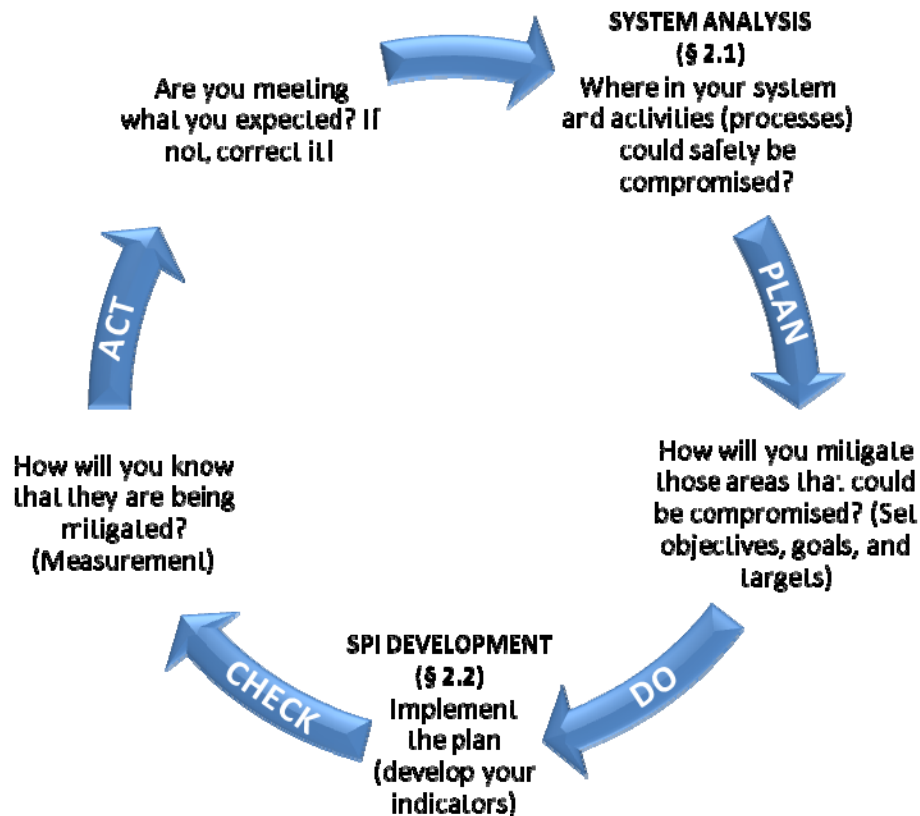 SYSTEM ANALYSIS
(§ 2.1)
Where in your system
and activities (processes)
could safety be
compromised?
PLAN
How will you mitigate
those areas that could
be compromised? (Set
objectives, goals, and
targets)
DO
SPI DEVELOPMENT
(§ 2.2)
Implement
the plan
(develop your
indicators)
CHECK
How will you know
that they are being
mitigated?
(Measurement)
ACT
Are you meeting
what you expected? If
not, correct it!